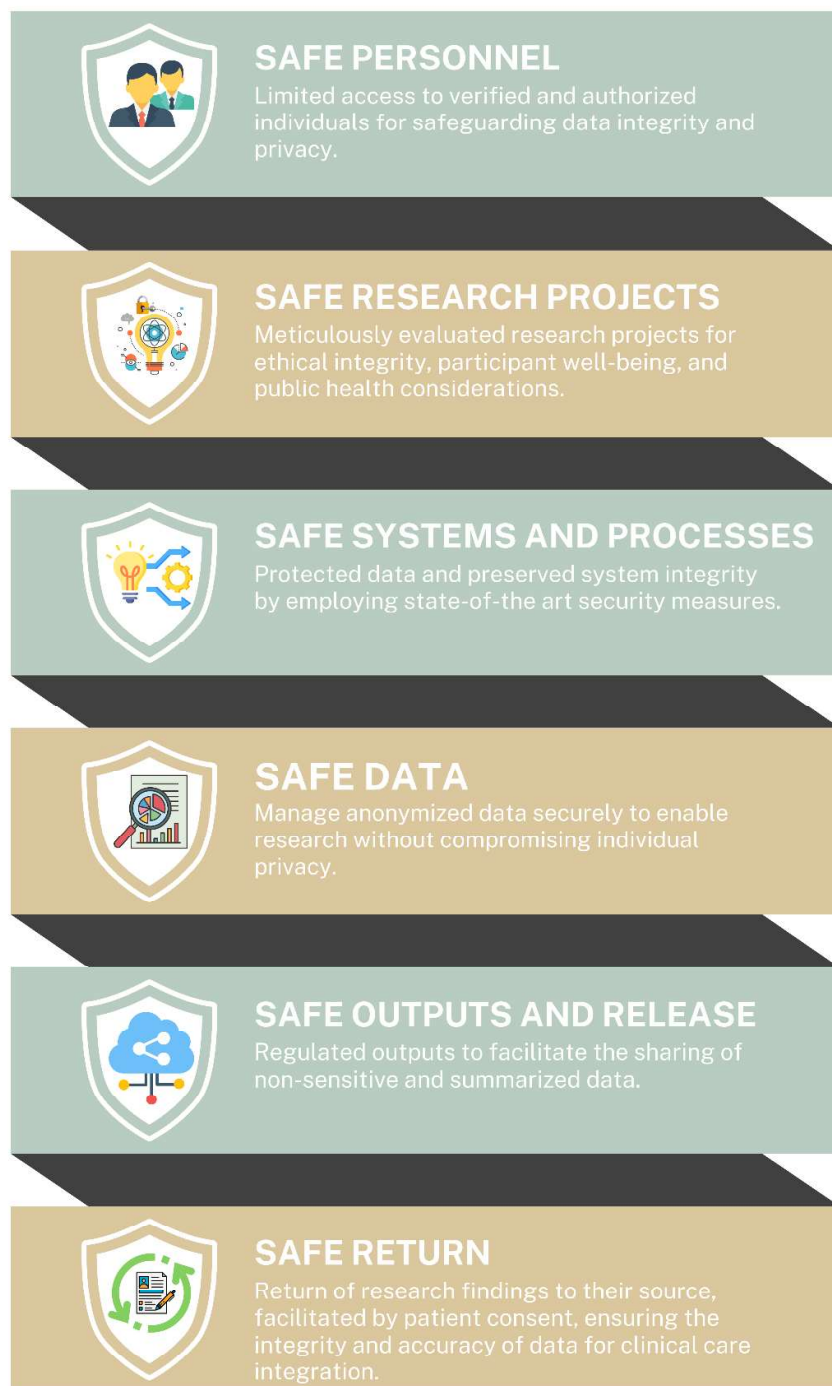 SAFE PERSONNEL
Limited access to verified and authorized
individuals for safeguarding data integrity and
privacy.
SAFE RESEARCH PROJECTS
Meticulously evaluated research projects for
ethical integrity, participant well-being, and
public health considerations.
SAFE SYSTEMS AND PROCESSES
Protected data and preserved system integrity
by employing state-of-the art security measures.
SAFE DATA
Manage anonymized data securely to enable
research without compromising individual
privacy.
SAFE OUTPUTS AND RELEASE
Regulated outputs to facilitate the sharing of
non-sensitive and summarized data.
SAFE RETURN
Return of research findings to their source,
facilitated by patient consent, ensuring the
integrity and accuracy of data for clinical care
integration.